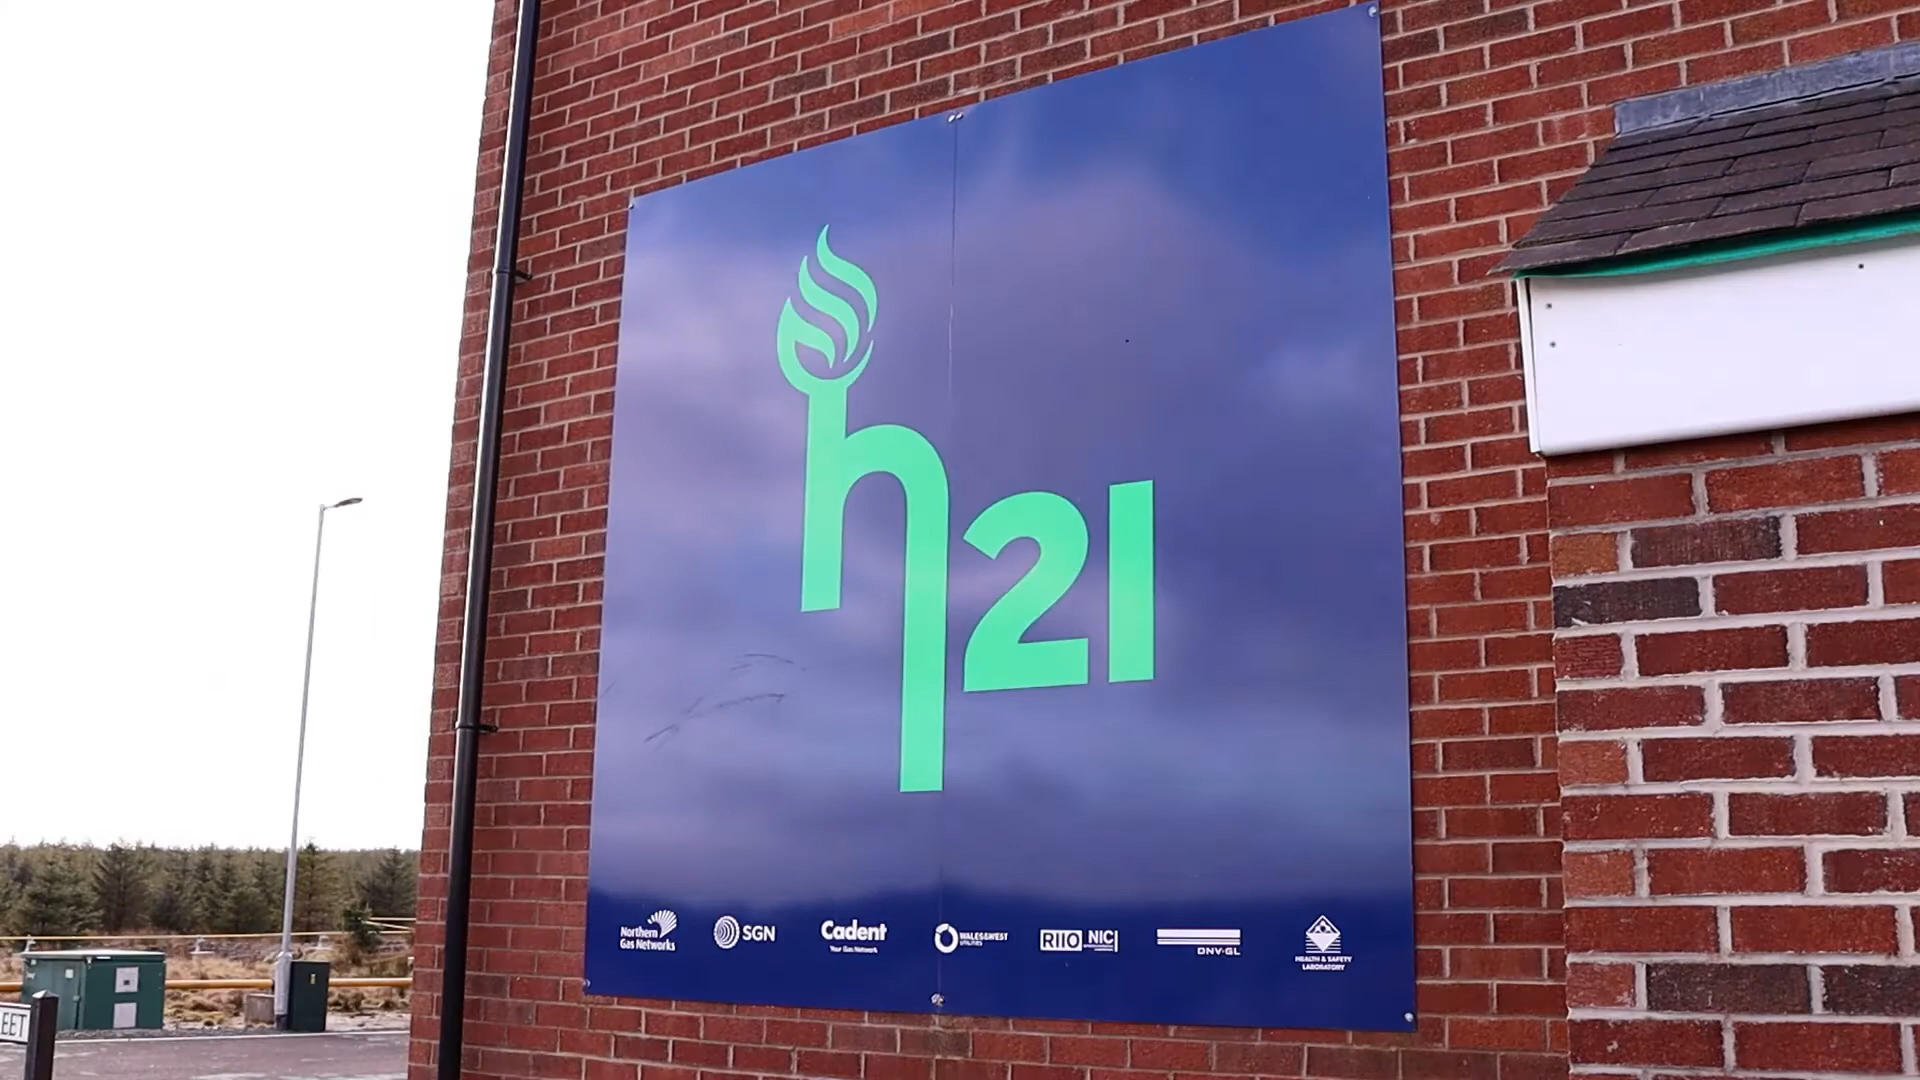 h21
Northern
Gas Networks
SGN
Cadent
Your Gas Network
WALES&WEST
UTILITIES
RIIO NIC
DNV·GL
HEALTH & SAFETY
LABORATORY
EET